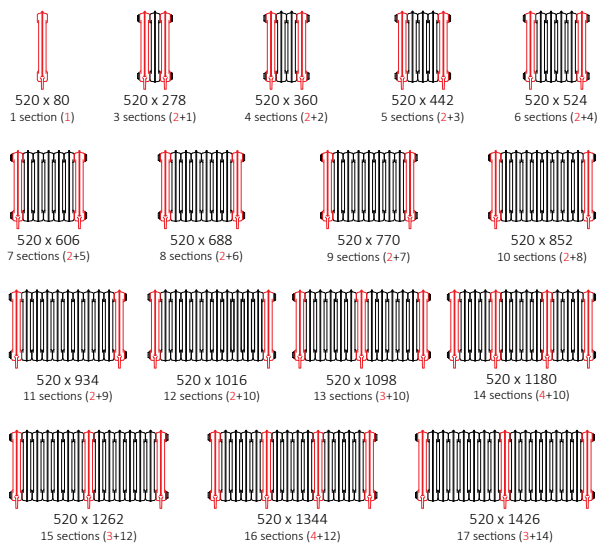 520 x 80
1 section (1)
520 x 278
3 sections (2+1)
520 x 360
4 sections (2+2)
520 x 442
5 sections (2+3)
520 x 524
6 sections (2+4)
520 x 606
7 sections (2+5)
520 x 688
8 sections (2+6)
520 x 770
9 sections (2+7)
520 x 852
10 sections (2+8)
520 x 934
11 sections (2+9)
520 x 1016
12 sections (2+10)
520 x 1098
13 sections (3+10)
520 x 1180
14 sections (4+10)
520 x 1262
15 sections (3+12)
520 x 1344
16 sections (4+12)
520 x 1426
17 sections (3+14)